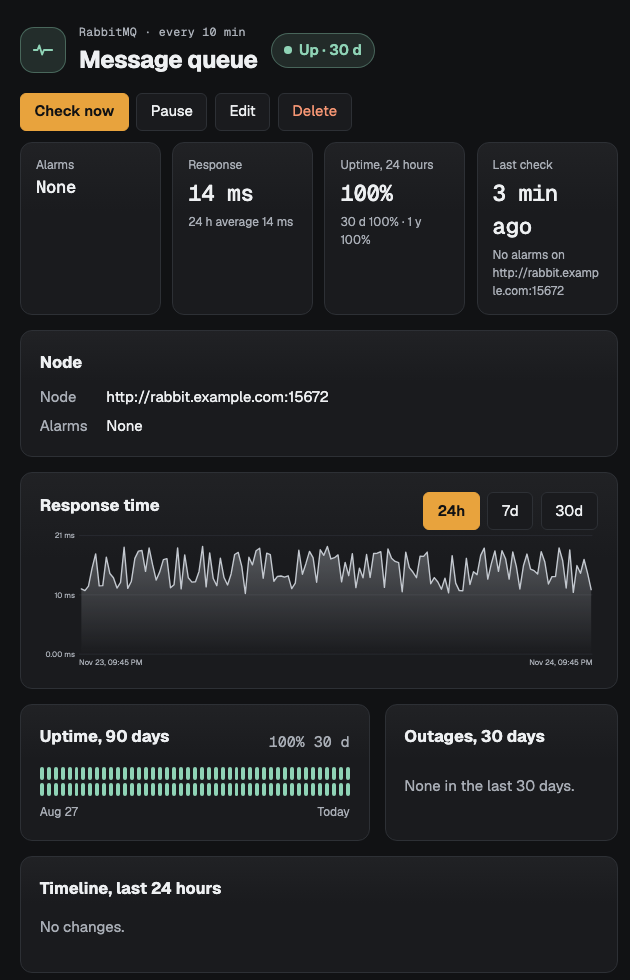 RabbitMQ · every 10 min
Message queue
Up · 30 d
Check now
Pause
Edit
Delete
Alarms
None
Response
14 ms
24 h average 14 ms
Uptime, 24 hours
100%
30 d 100% · 1 y
100%
Last check
3 min
ago
No alarms on
http://rabbit.examp
le.com:15672
Node
Node http://rabbit.example.com:15672
Alarms None
Response time
24h
7d
30d
21 ms
10 ms
0.00 ms
Nov 23, 09:45 PM
Nov 24, 09:45 PM
Uptime, 90 days
100% 30 d
Aug 27
Today
Outages, 30 days
None in the last 30 days.
Timeline, last 24 hours
No changes.